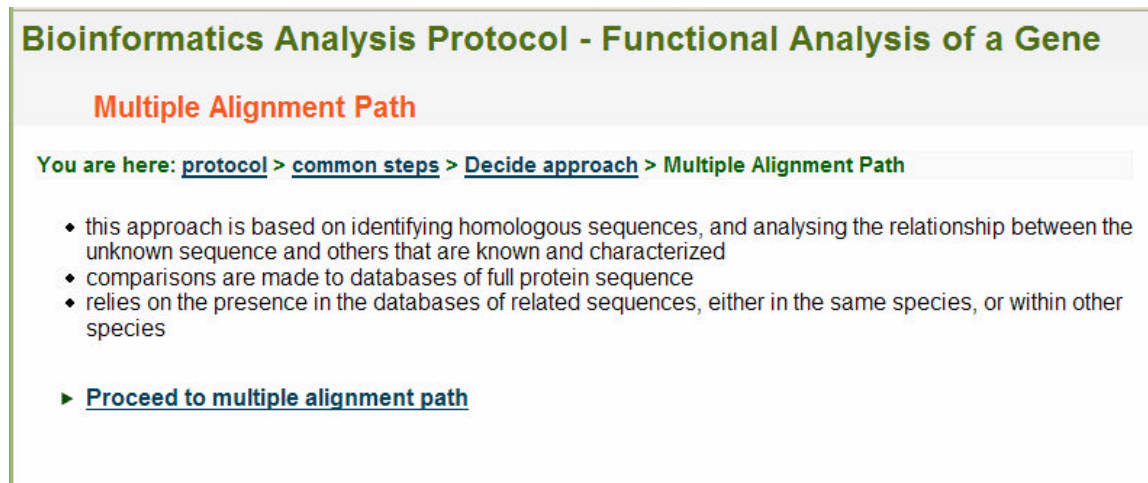 Bioinformatics Analysis Protocol - Functional Analysis of a Gene
Multiple Alignment Path
You are here: protocol > common steps > Decide approach > Multiple Alignment Path
• this approach is based on identifying homologous sequences, and analysing the relationship between the
unknown sequence and others that are known and characterized
• comparisons are made to databases of full protein sequence
• relies on the presence in the databases of related sequences, either in the same species, or within other
species
► Proceed to multiple alignment path